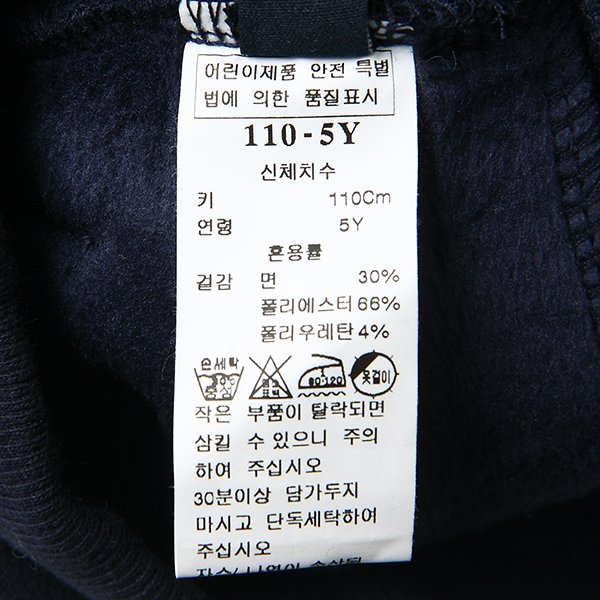 어린이제품 안전 특별
법에 의한 품질표시
110-5Y
신체치수
키 110Cm
연령 5Y
혼용률
겉감 면 30%
폴리에스터 66%
폴리우레탄 4%
손세탁 80-120 옷걸이
중성
작은 부품이 탈락되면
삼킬 수 있으니 주의
하여 주십시오
30분이상 담가두지
마시고 단독세탁하여
주십시오